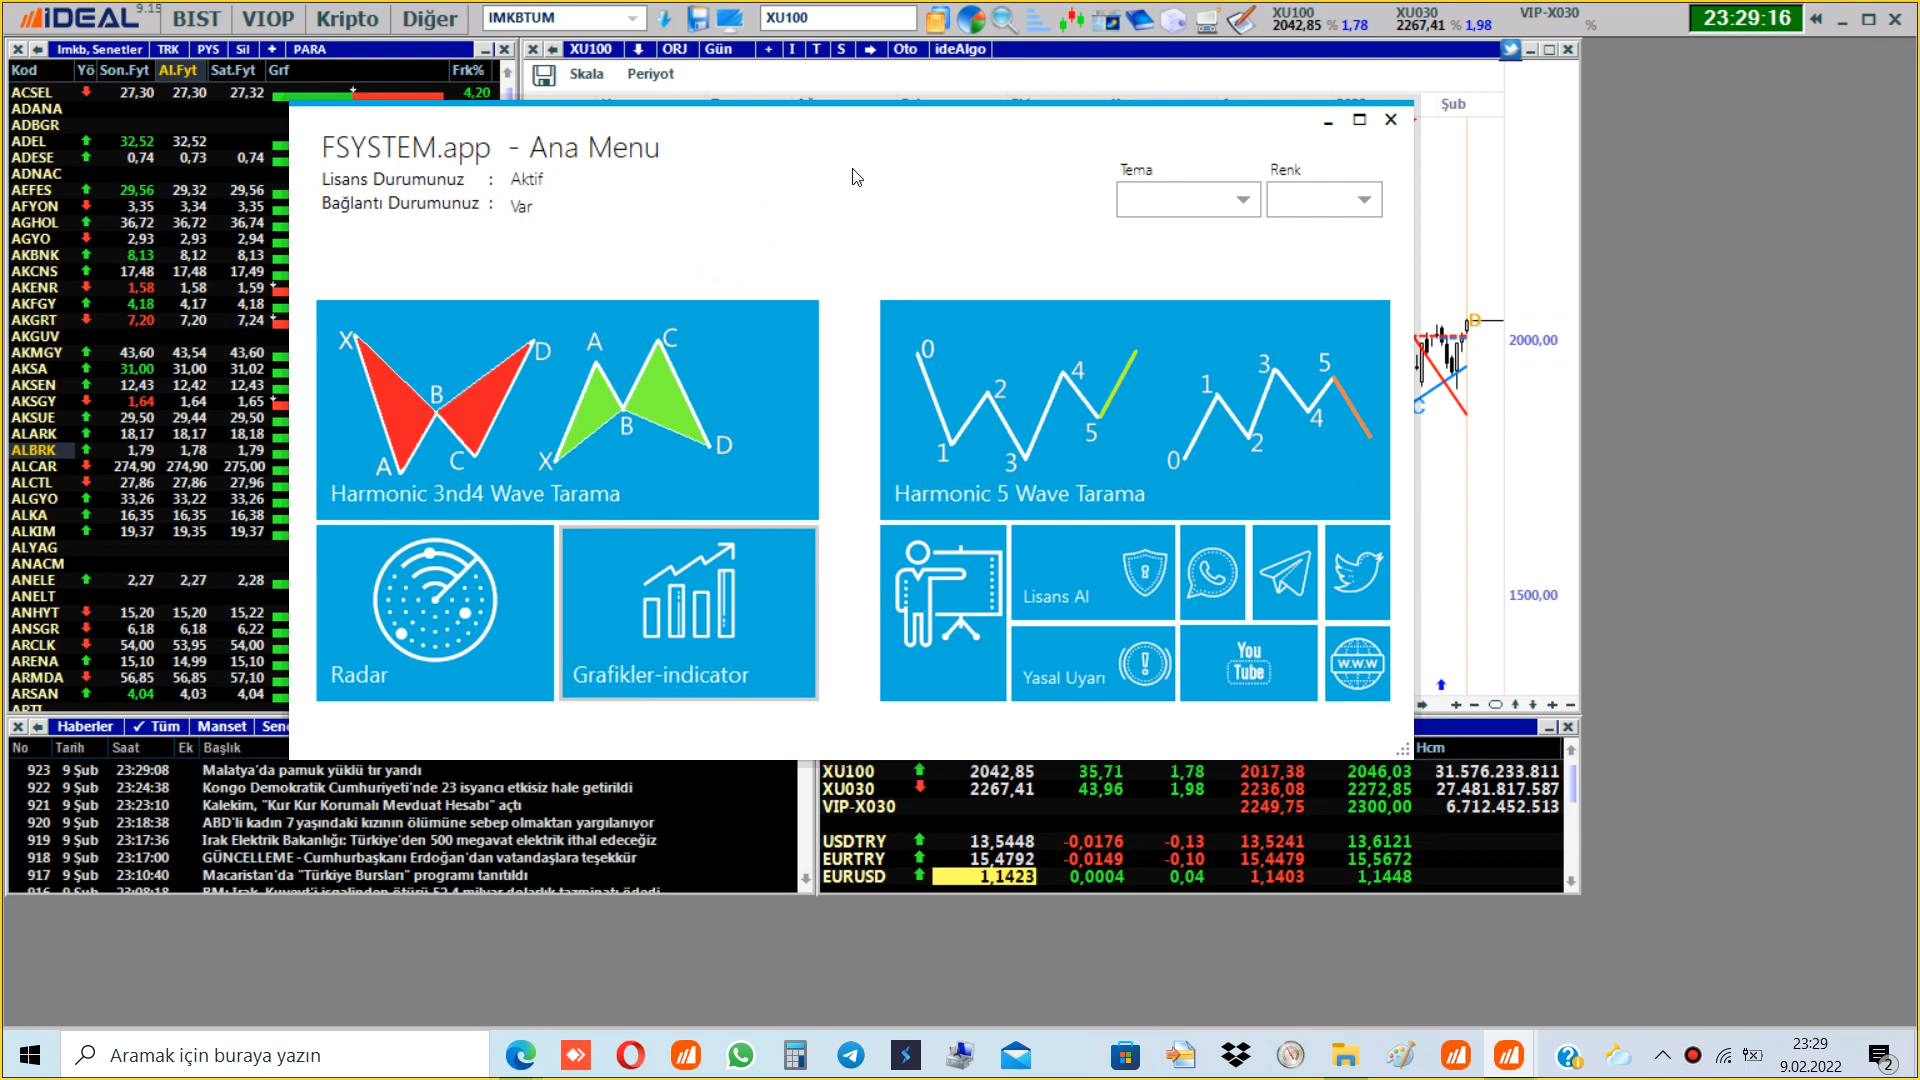 iDEAL 9.15 BIST VIOP Kripto Diğer IMKBTUM XU100 XU100 2042,85 % 1,78 XU030 2267,41 % 1,98 VIP-X030 % 23:29:16
Imkb, Senetler TRK PYS Sil + PARA
XU100 ORJ Gün + I T S Oto ideAlgo
Kod Yö Son.Fyt Al.Fyt Sat.Fyt Grf Frk%
Skala Periyot
Şub
ACSEL 27,30 27,30 27,32 4,20
ADANA
ADBGR
ADEL 32,52 32,52
ADESE 0,74 0,73 0,74
ADNAC
AEFES 29,56 29,32 29,56
AFYON 3,35 3,34 3,35
AGHOL 36,72 36,72 36,74
AGYO 2,93 2,93 2,94
AKBNK 8,13 8,12 8,13
AKCNS 17,48 17,48 17,49
AKENR 1,58 1,58 1,59
AKFGY 4,18 4,17 4,18
AKGRT 7,20 7,20 7,24
AKGUV
AKMGY 43,60 43,54 43,60
AKSA 31,00 31,00 31,02
AKSEN 12,43 12,42 12,43
AKSGY 1,64 1,64 1,65
AKSUE 29,50 29,44 29,50
ALARK 18,17 18,17 18,18
ALBRK 1,79 1,78 1,79
ALCAR 274,90 274,90 275,00
ALCTL 27,86 27,86 27,96
ALGYO 33,26 33,22 33,26
ALKA 16,35 16,35 16,38
ALKIM 19,37 19,35 19,37
ALYAG
ANACM
ANELE 2,27 2,27 2,28
ANELT
ANHYT 15,20 15,20 15,22
ANSGR 6,18 6,18 6,22
ARCLK 54,00 53,95 54,00
ARENA 15,10 14,99 15,10
ARMDA 56,85 56,85 57,10
ARSAN 4,04 4,03 4,04
FSYSTEM.app - Ana Menu
Lisans Durumunuz : Aktif
Bağlantı Durumunuz : Var
Tema Renk
X A B C D
X A B C D
Harmonic 3nd4 Wave Tarama
0 1 2 3 4 5
0 1 2 3 4 5
Harmonic 5 Wave Tarama
Radar
Grafikler-indicator
Lisans Al
Yasal Uyarı
You
Tube
www
D
C
2000,00
1500,00
Haberler ✓ Tüm Manset
No Tarih Saat Ek Başlık
923 9 Şub 23:29:08 Malatya'da pamuk yüklü tır yandı
922 9 Şub 23:24:38 Kongo Demokratik Cumhuriyeti'nde 23 isyancı etkisiz hale getirildi
921 9 Şub 23:23:10 Kalekim, "Kur Kur Korumalı Mevduat Hesabı" açtı
920 9 Şub 23:18:38 ABD'li kadın 7 yaşındaki kızının ölümüne sebep olmaktan yargılanıyor
919 9 Şub 23:17:36 Irak Elektrik Bakanlığı: Türkiye'den 500 megavat elektrik ithal edeceğiz
918 9 Şub 23:17:00 GÜNCELLEME - Cumhurbaşkanı Erdoğan'dan vatandaşlara teşekkür
917 9 Şub 23:10:40 Macaristan'da "Türkiye Bursları" programı tanıtıldı
Hcm
XU100 2042,85 35,71 1,78 2017,38 2046,03 31.576.233.811
XU030 2267,41 43,96 1,98 2236,08 2272,85 27.481.817.587
VIP-X030 2249,75 2300,00 6.712.452.513
USDTRY 13,5448 -0,0176 -0,13 13,5241 13,6121
EURTRY 15,4792 -0,0149 -0,10 15,4479 15,5672
EURUSD 1,1423 0,0004 0,04 1,1403 1,1448
Aramak için buraya yazın
23:29
9.02.2022
2